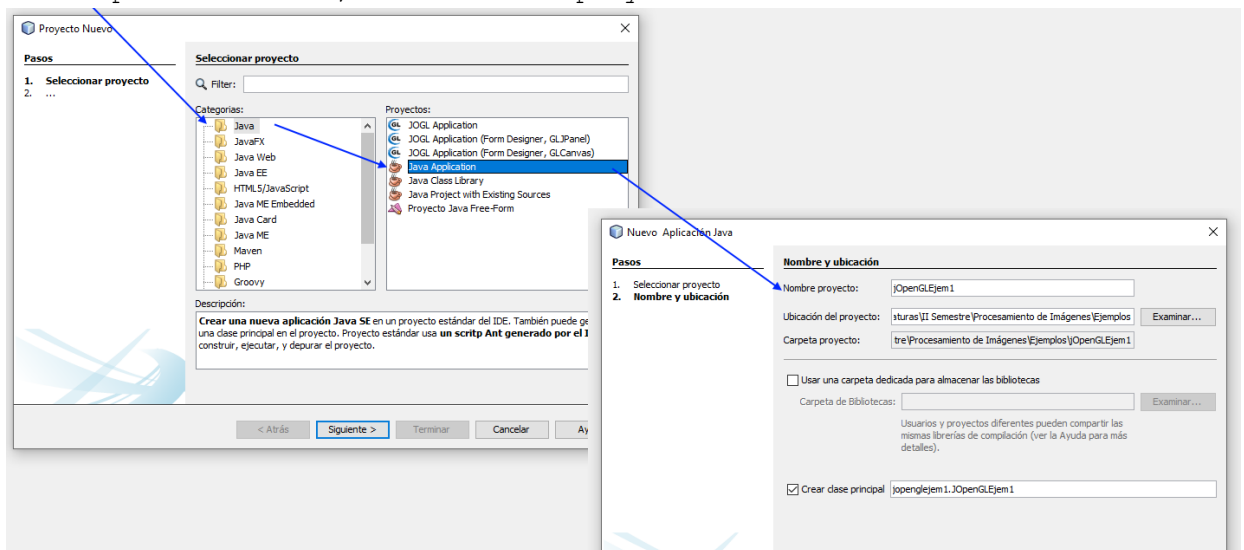 Proyecto Nuevo
Pasos
1. Seleccionar proyecto
2. ...
Seleccionar proyecto
Filter:
Categorías:
Java
JavaFX
Java Web
Java EE
HTML5/JavaScript
Java ME Embedded
Java Card
Java ME
Maven
PHP
Groovy
Proyectos:
JOGL Application
JOGL Application (Form Designer, GLJPanel)
JOGL Application (Form Designer, GLCanvas)
Java Application
Java Class Library
Java Project with Existing Sources
Proyecto Java Free-Form
Descripción:
Crear una nueva aplicación Java SE en un proyecto estándar del IDE. También puede ge
una clase principal en el proyecto. Proyecto estándar usa un scritp Ant generado por el I
construir, ejecutar, y depurar el proyecto.
< Atrás
Siguiente >
Terminar
Cancelar
Ay
Nuevo Aplicación Java
Pasos
1. Seleccionar proyecto
2. Nombre y ubicación
Nombre y ubicación
Nombre proyecto: jOpenGLEjem1
Ubicación del proyecto: sturas\II Semestre\Procesamiento de Imágenes\Ejemplos Examinar...
Carpeta proyecto: tre\Procesamiento de Imágenes\Ejemplos\jOpenGLEjem1
Usar una carpeta dedicada para almacenar las bibliotecas
Carpeta de Bibliotecas: Examinar...
Usuarios y proyectos diferentes pueden compartir las
mismas librerías de compilación (ver la Ayuda para más
detalles).
Crear clase principal jopenglejem1.JOpenGLEjem1